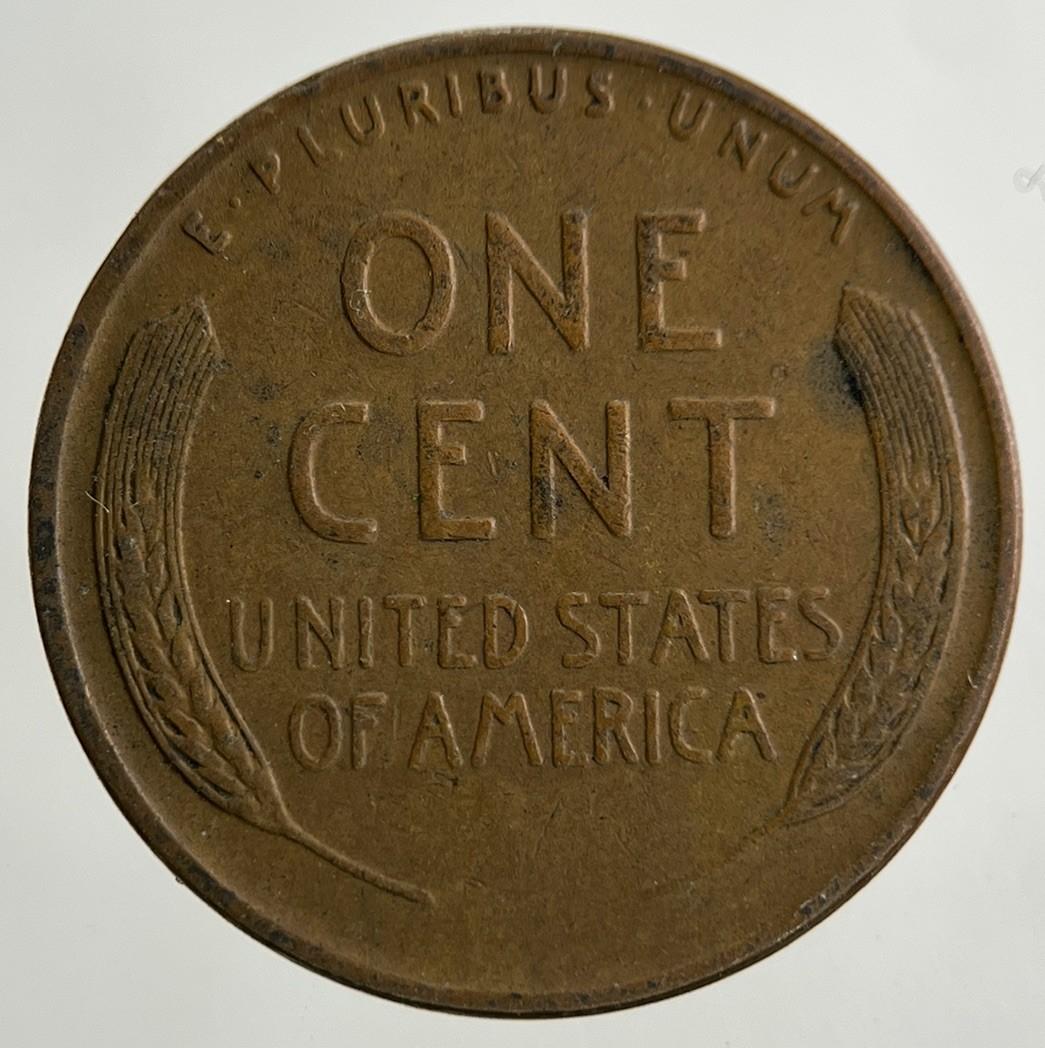 E·PLURIBUS·UNUM
ONE
CENT
UNITED STATES
OF AMERICA